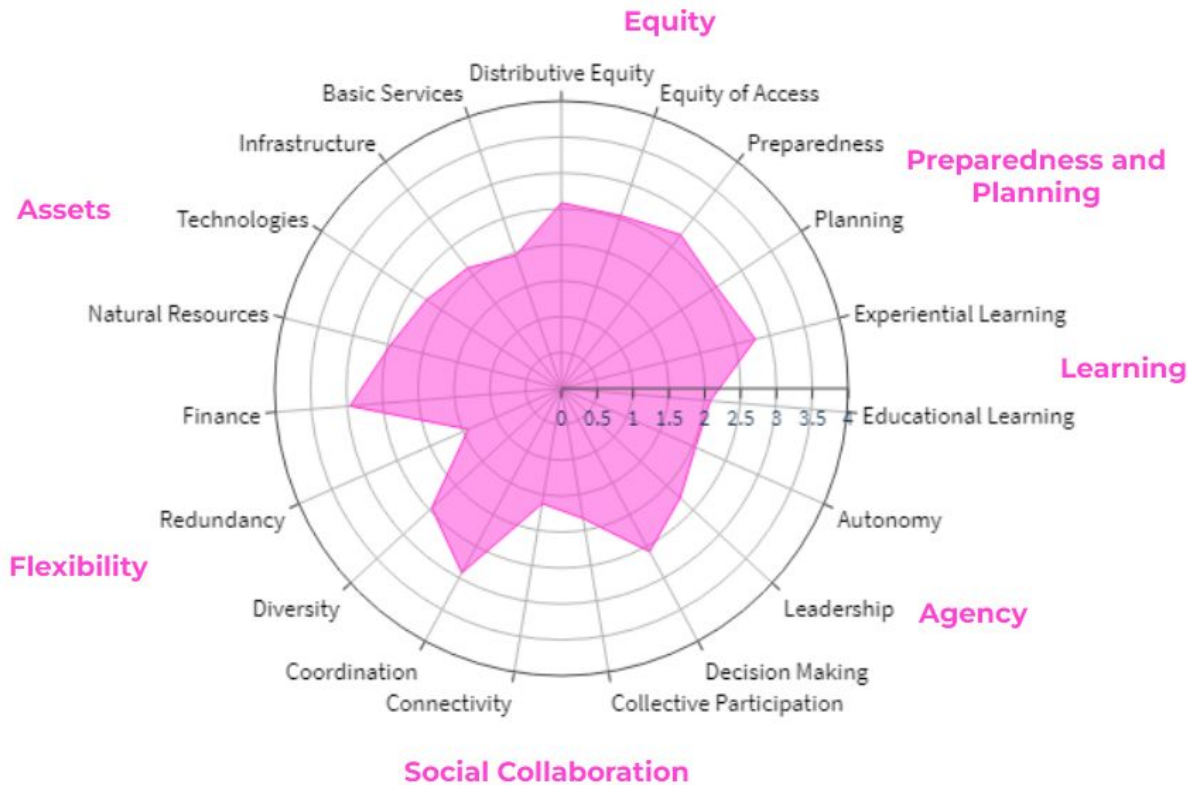 Equity
Distributive Equity
Basic Services
Equity of Access
Infrastructure
Preparedness
Preparedness and
Planning
Assets
Technologies
Planning
Natural Resources
Experiential Learning
Learning
Finance
0 0.5 1 1.5 2 2.5 3 3.5 4
Educational Learning
Redundancy
Autonomy
Flexibility
Diversity
Leadership
Agency
Coordination
Decision Making
Connectivity
Collective Participation
Social Collaboration